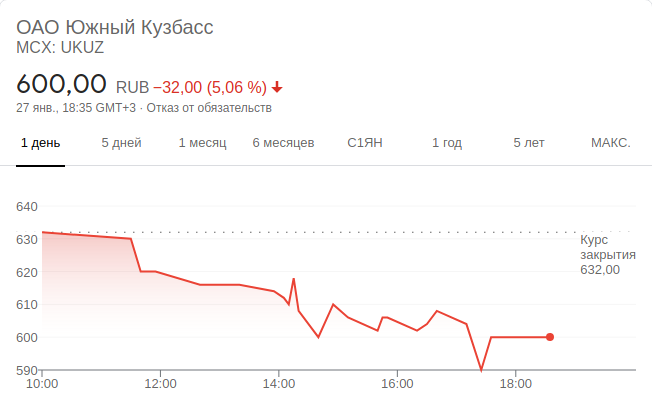 ОАО Южный Кузбасс
MCX: UKUZ
600,00 RUB −32,00 (5,06 %)
27 янв., 18:35 GMT+3 · Отказ от обязательств
1 день 5 дней 1 месяц 6 месяцев С1ЯН 1 год 5 лет МАКС.
640
630
620
610
600
590
Курс
закрытия
632,00
10:00 12:00 14:00 16:00 18:00